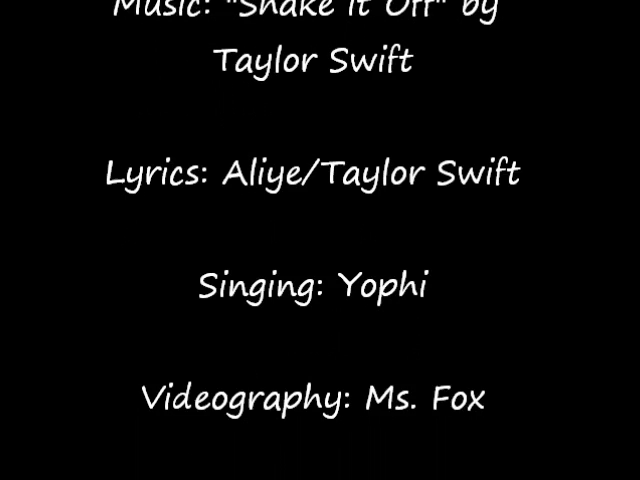 Music: "Shake it Off" by
Taylor Swift
Lyrics: Aliye/Taylor Swift
Singing: Yophi
Videography: Ms. Fox